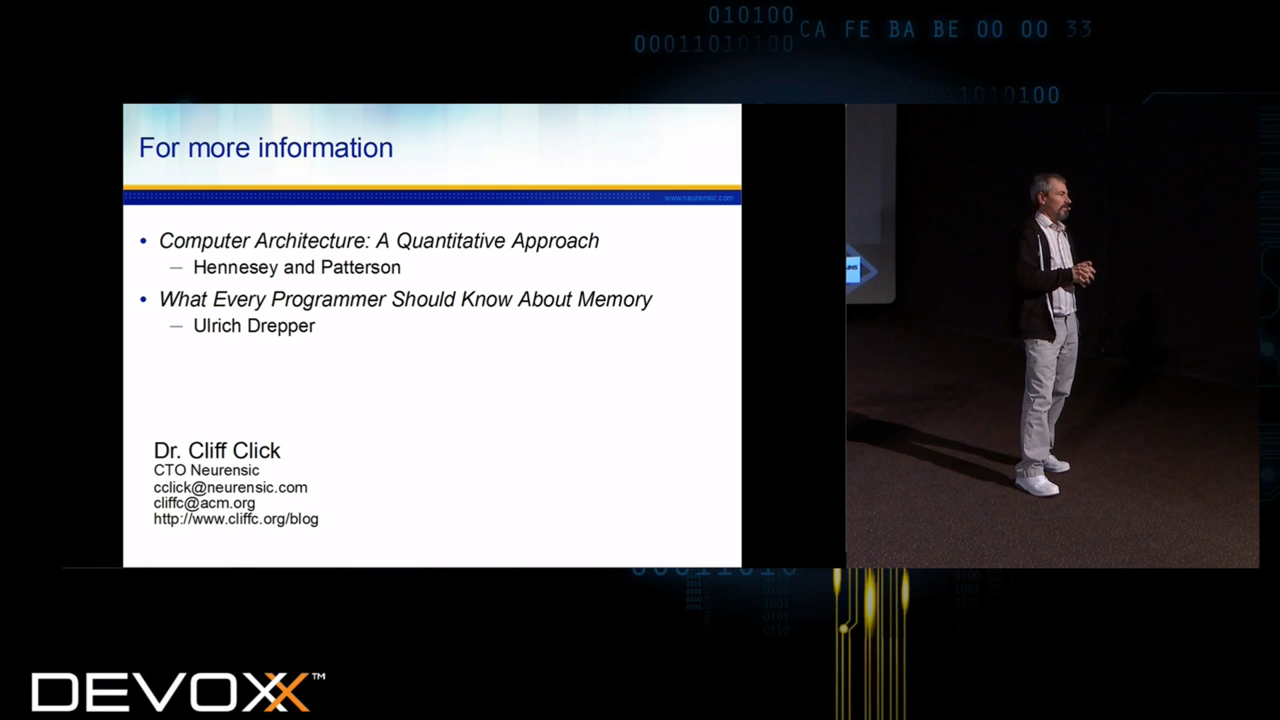 010100
00011010100
CA FE BA BE 00 00 33
11010100
For more information
www.neurensic.com
• Computer Architecture: A Quantitative Approach
– Hennesey and Patterson
• What Every Programmer Should Know About Memory
– Ulrich Drepper
Dr. Cliff Click
CTO Neurensic
cclick@neurensic.com
cliffc@acm.org
http://www.cliffc.org/blog
DEVOXX™